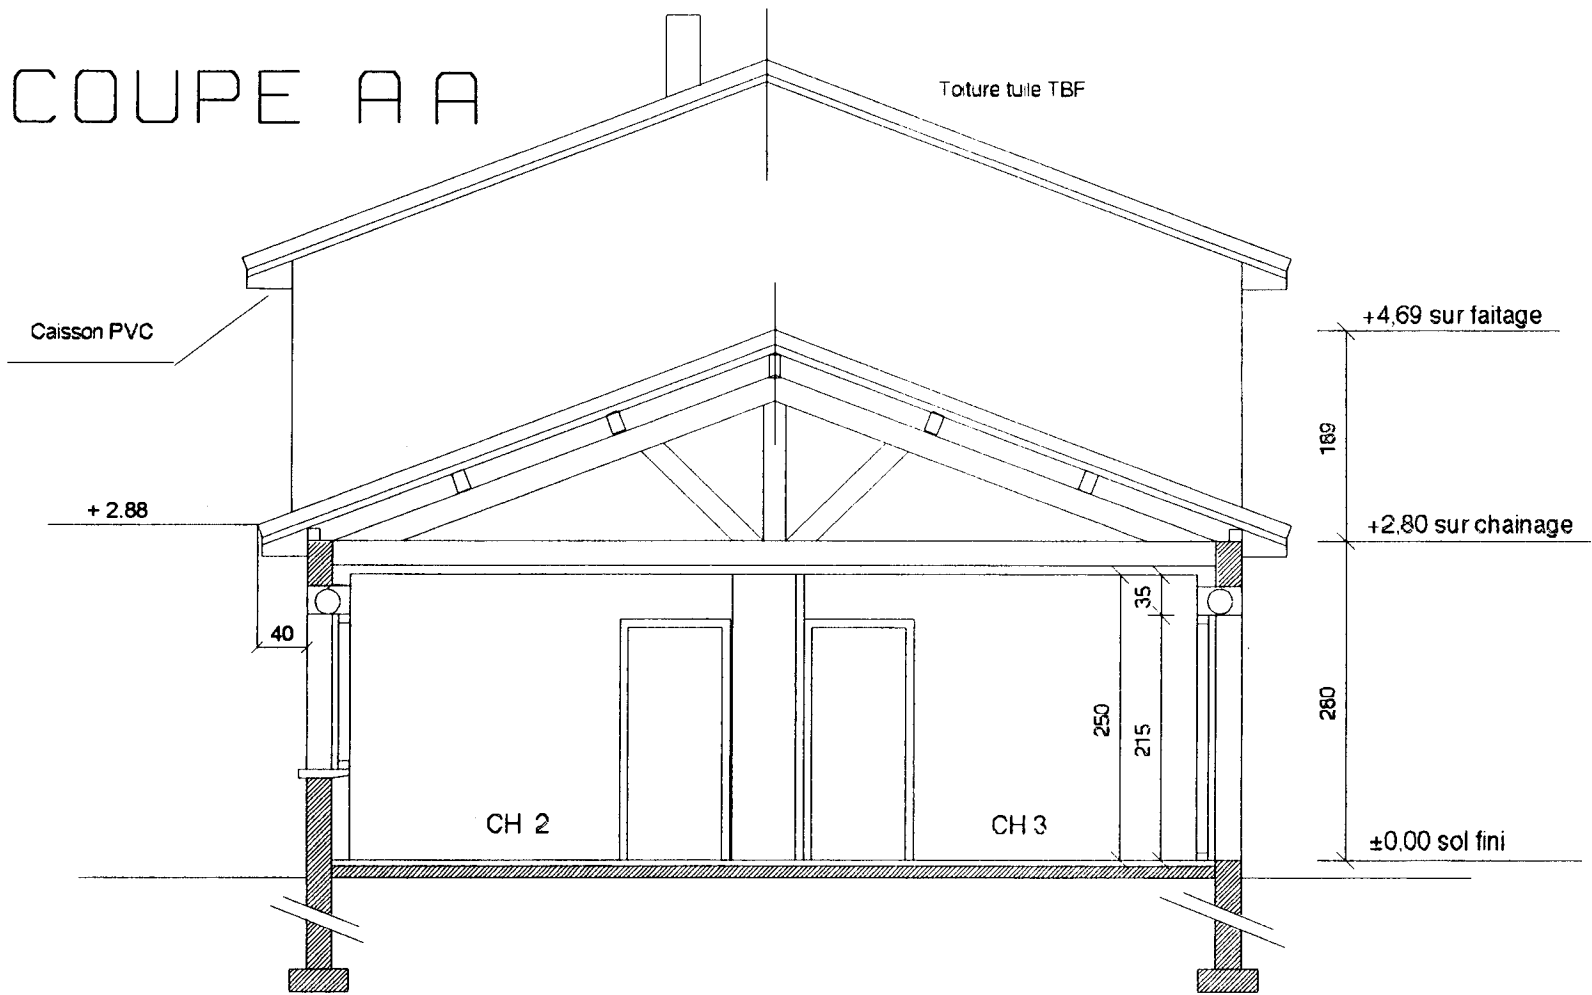 COUPE AA
Toiture tuile TBF
Caisson PVC
+4,69 sur faitage
189
+ 2.88
+2,80 sur chainage
35
40
250
215
280
CH 2
CH 3
±0,00 sol fini